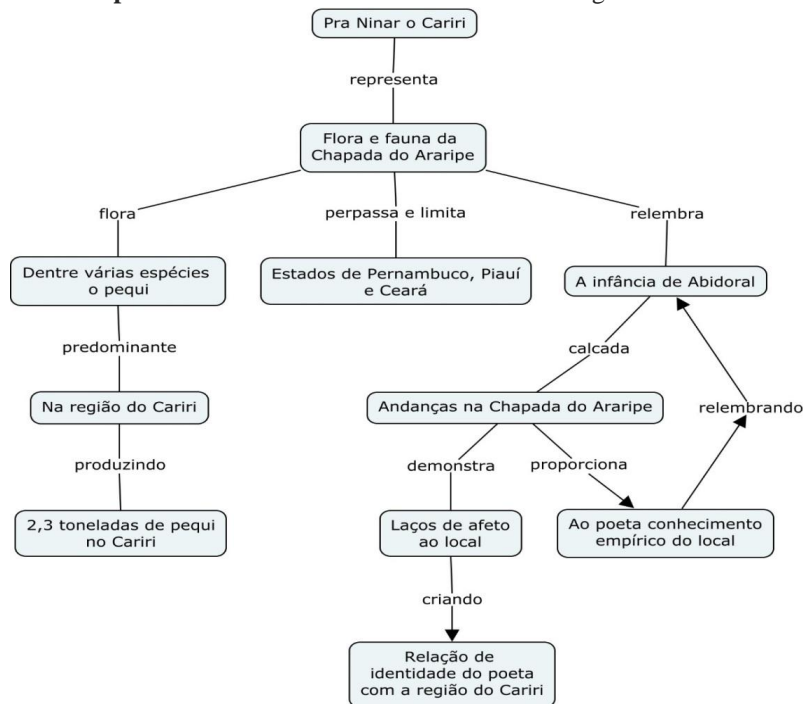 Pra Ninar o Cariri
representa
Flora e fauna da
Chapada do Araripe
flora
perpassa e limita
relembra
Dentre várias espécies
o pequi
Estados de Pernambuco, Piauí
e Ceará
A infância de Abidoral
predominante
calcada
Na região do Cariri
Andanças na Chapada do Araripe
relembrando
produzindo
demonstra
proporciona
2,3 toneladas de pequi
no Cariri
Laços de afeto
ao local
Ao poeta conhecimento
empírico do local
criando
Relação de
identidade do poeta
com a região do Cariri